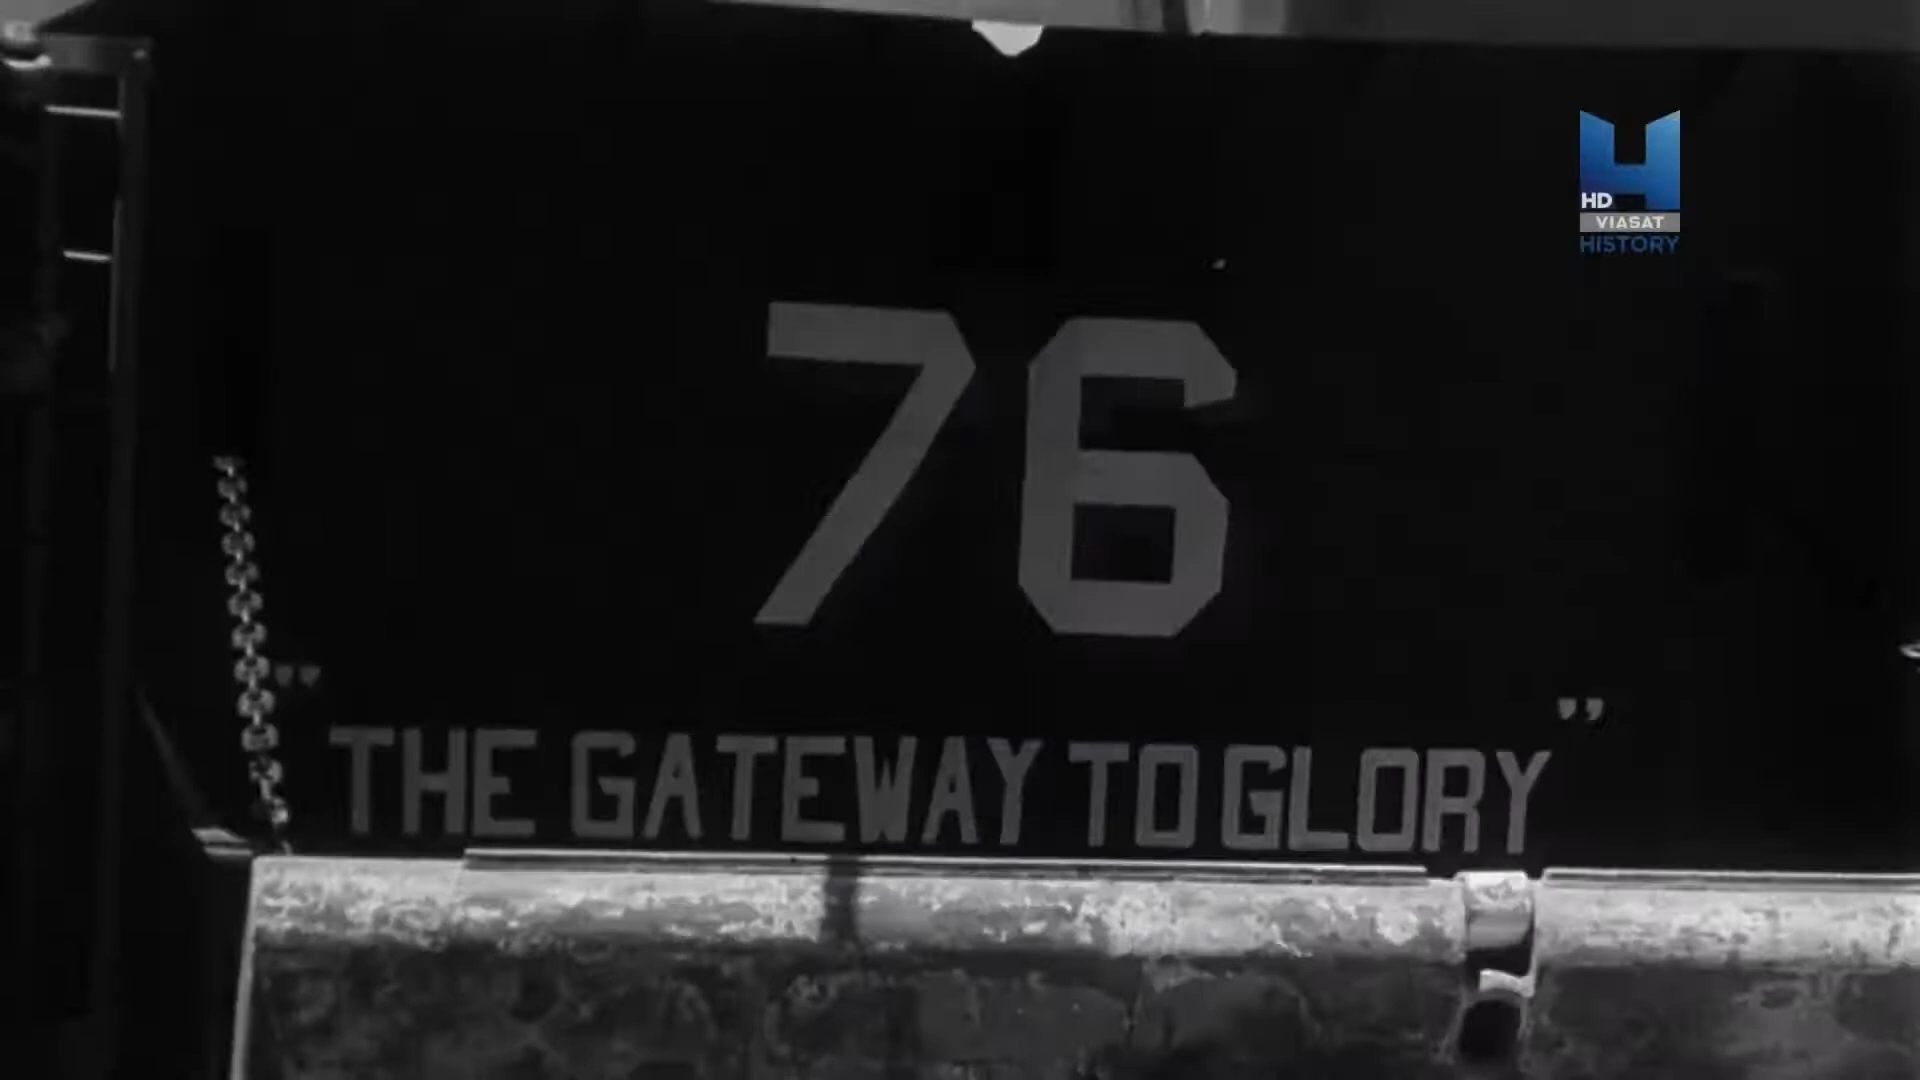 HD
VIASAT
HISTORY
76
"THE GATEWAY TO GLORY"